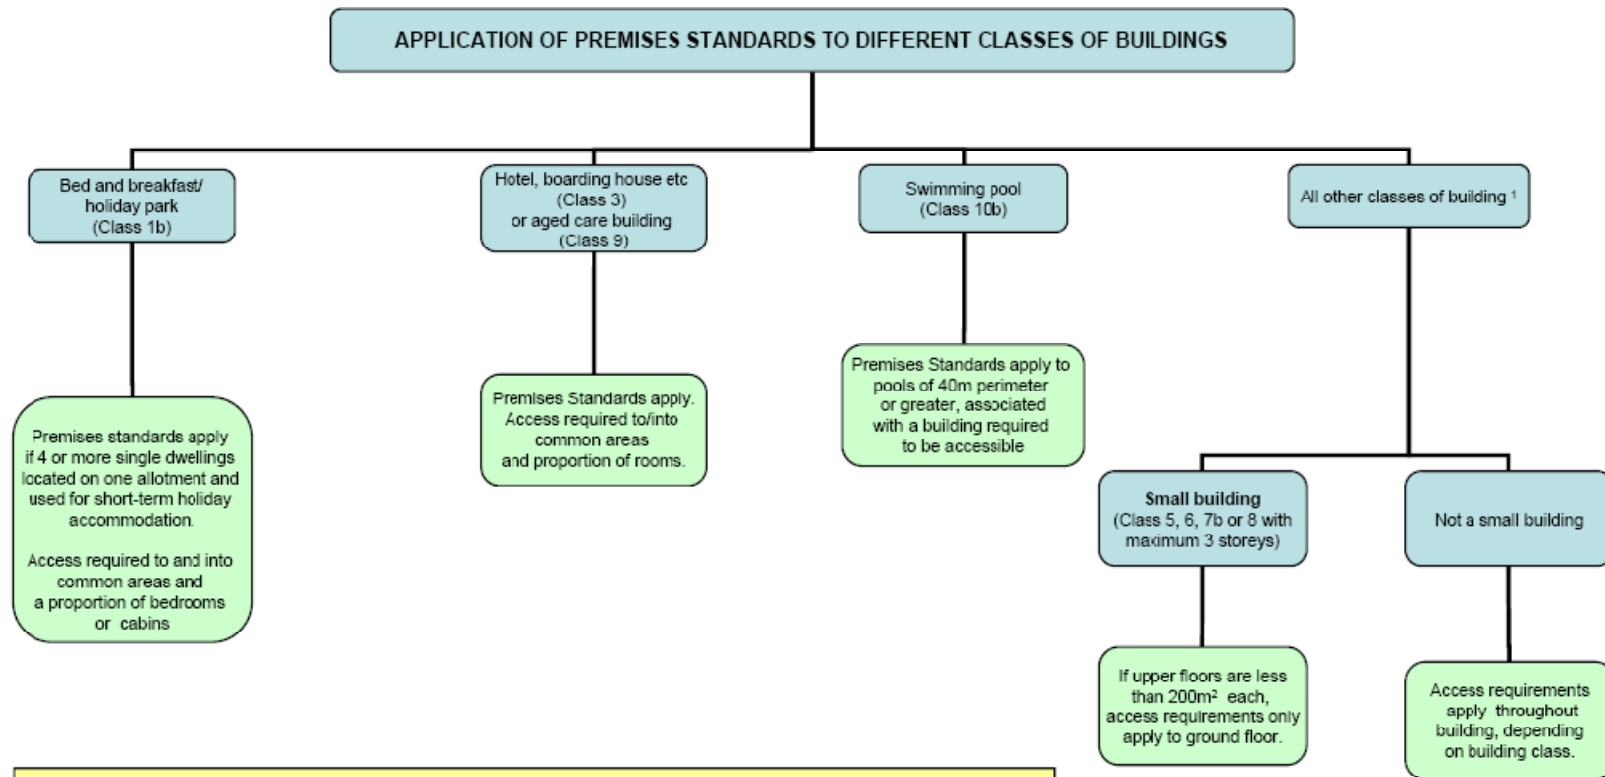 APPLICATION OF PREMISES STANDARDS TO DIFFERENT CLASSES OF BUILDINGS
Bed and breakfast/
holiday park
(Class 1b)
Hotel, boarding house etc
(Class 3)
or aged care building
(Class 9)
Swimming pool
(Class 10b)
All other classes of building ¹
Premises standards apply
if 4 or more single dwellings
located on one allotment and
used for short-term holiday
accommodation.
Access required to and into
common areas and
a proportion of bedrooms
or cabins
Premises Standards apply.
Access required to/into
common areas
and proportion of rooms.
Premises Standards apply to
pools of 40m perimeter
or greater, associated
with a building required
to be accessible
Small building
(Class 5, 6, 7b or 8 with
maximum 3 storeys)
Not a small building
If upper floors are less
than 200m² each,
access requirements only
apply to ground floor.
Access requirements
apply throughout
building, depending
on building class.